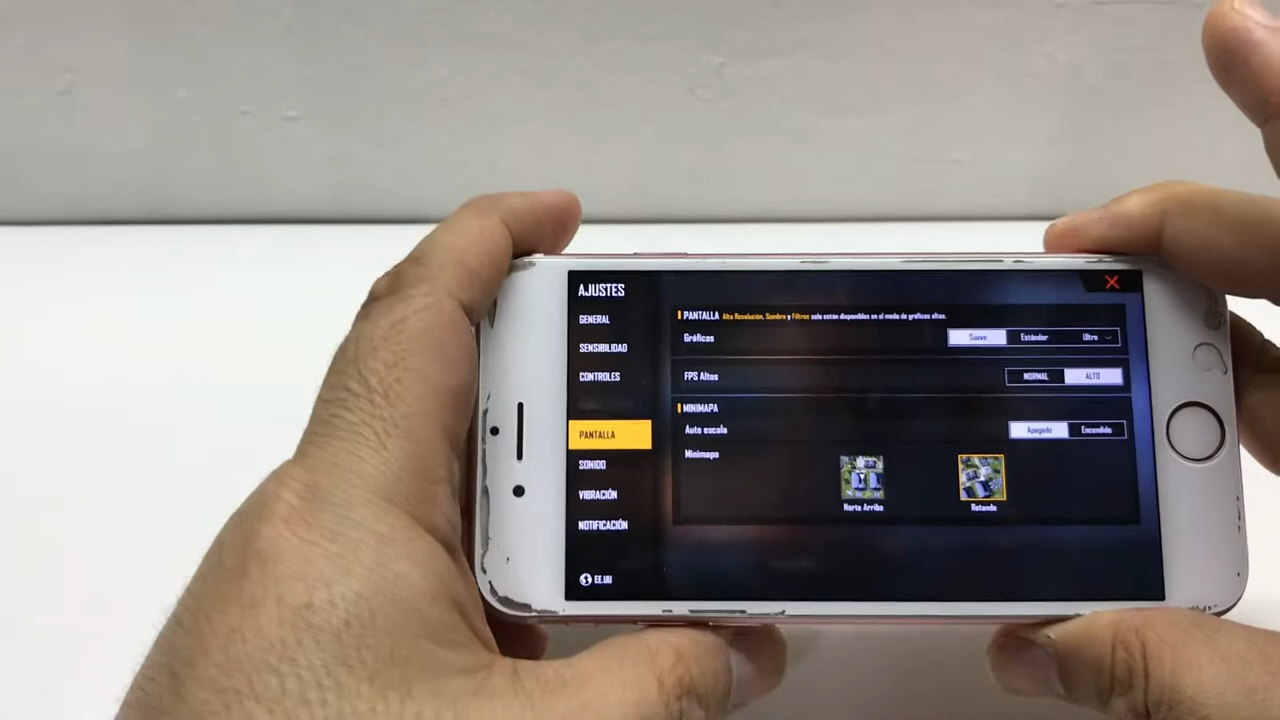 AJUSTES
GENERAL
SENSIBILIDAD
CONTROLES
PANTALLA
SONIDO
VIBRACIÓN
NOTIFICACIÓN
EE.UU
PANTALLA Alta Resolución, Sombra y Filtros solo están disponibles en el modo de gráficos altos.
Gráficos Suave Estándar Ultra
FPS Altos NORMAL ALTO
MINIMAPA
Auto escala Apagado Encendido
Minimapa
Norte Arriba Rotando